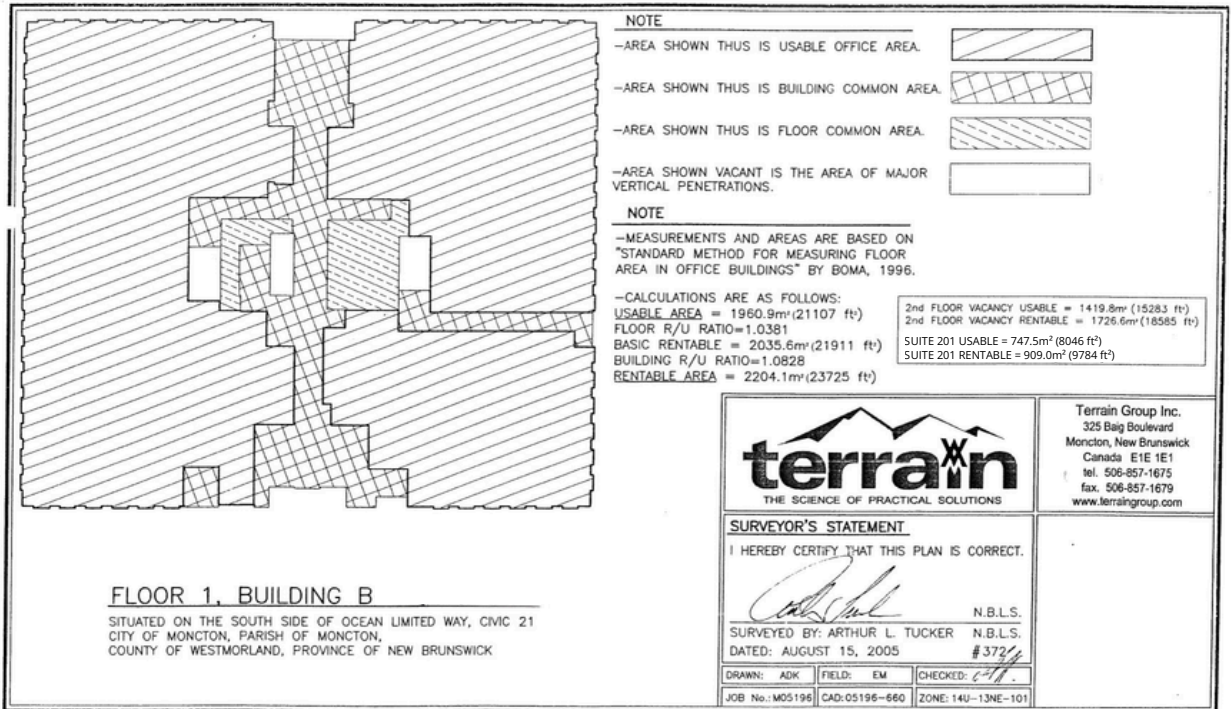 NOTE
-AREA SHOWN THUS IS USABLE OFFICE AREA.
-AREA SHOWN THUS IS BUILDING COMMON AREA.
-AREA SHOWN THUS IS FLOOR COMMON AREA.
-AREA SHOWN VACANT IS THE AREA OF MAJOR
VERTICAL PENETRATIONS.
NOTE
-MEASUREMENTS AND AREAS ARE BASED ON
"STANDARD METHOD FOR MEASURING FLOOR
AREA IN OFFICE BUILDINGS" BY BOMA, 1996.
-CALCULATIONS ARE AS FOLLOWS:
USABLE AREA = 1960.9m²(21107 ft²)
FLOOR R/U RATIO=1.0381
BASIC RENTABLE = 2035.6m²(21911 ft²)
BUILDING R/U RATIO=1.0828
RENTABLE AREA = 2204.1m²(23725 ft²)
2nd FLOOR VACANCY USABLE = 1419.8m² (15283 ft²)
2nd FLOOR VACANCY RENTABLE = 1726.6m² (18585 ft²)
SUITE 201 USABLE = 747.5m² (8046 ft²)
SUITE 201 RENTABLE = 909.0m² (9784 ft²)
terrain
THE SCIENCE OF PRACTICAL SOLUTIONS
Terrain Group Inc.
325 Baig Boulevard
Moncton, New Brunswick
Canada E1E 1E1
tel. 506-857-1675
fax. 506-857-1679
www.terraingroup.com
SURVEYOR'S STATEMENT
I HEREBY CERTIFY THAT THIS PLAN IS CORRECT.
N.B.L.S.
SURVEYED BY: ARTHUR L. TUCKER N.B.L.S.
DATED: AUGUST 15, 2005 #372
DRAWN: ADK FIELD: EM CHECKED:
JOB No.: M05196 CAD: 05196-660 ZONE: 14U-13NE-101
FLOOR 1, BUILDING B
SITUATED ON THE SOUTH SIDE OF OCEAN LIMITED WAY, CIVIC 21
CITY OF MONCTON, PARISH OF MONCTON,
COUNTY OF WESTMORLAND, PROVINCE OF NEW BRUNSWICK